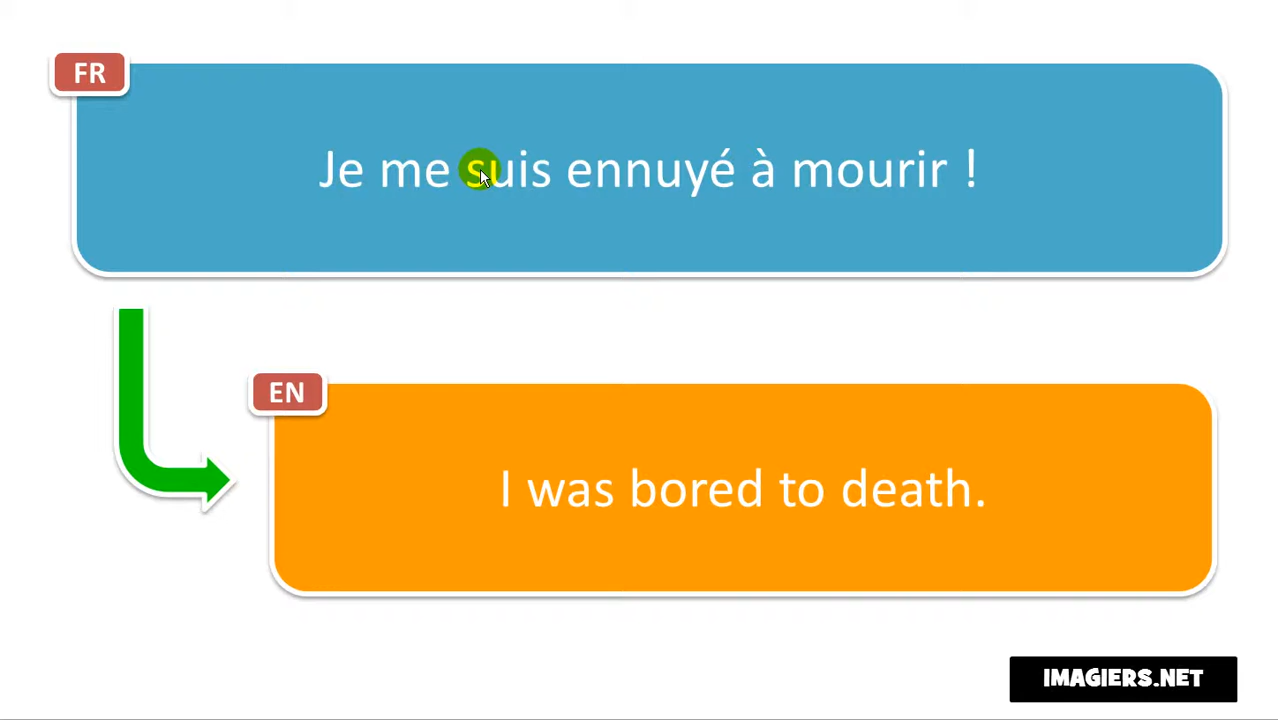 FR
Je me suis ennuyé à mourir !
EN
I was bored to death.
IMAGIERS.NET